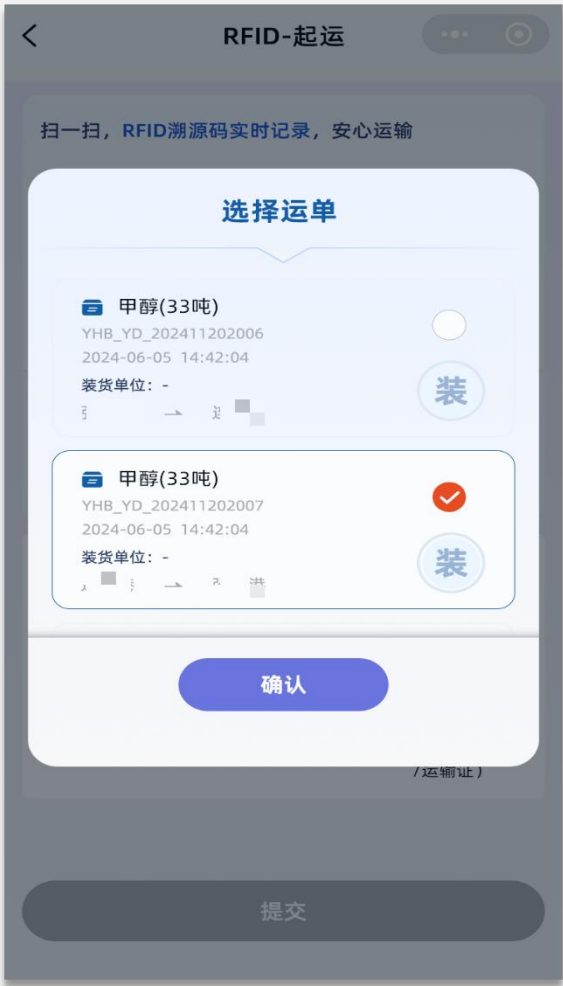 RFID-起运
扫一扫，RFID溯源码实时记录，安心运输
选择运单
甲醇(33吨)
YHB_YD_202411202006
2024-06-05 14:42:04
装货单位：-
装
甲醇(33吨)
YHB_YD_202411202007
2024-06-05 14:42:04
装货单位：-
装
港
确认
/运输证）
提交